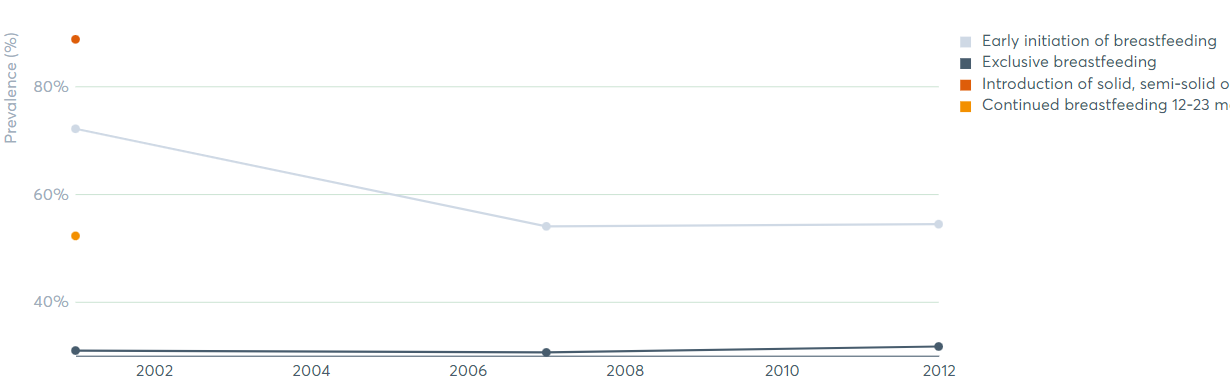 Prevalence (%)
80%
60%
40%
2002 2004 2006 2008 2010 2012
Early initiation of breastfeeding
Exclusive breastfeeding
Introduction of solid, semi-solid o
Continued breastfeeding 12-23 m